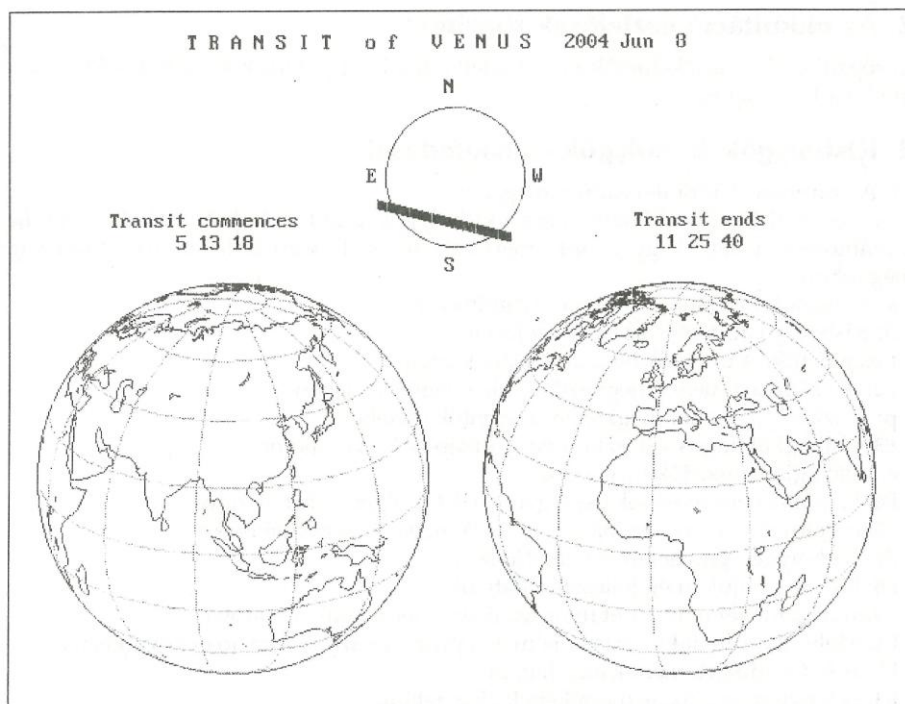 TRANSIT of VENUS 2004 Jun 8
N
E
W
S
Transit commences
5 13 18
Transit ends
11 25 40